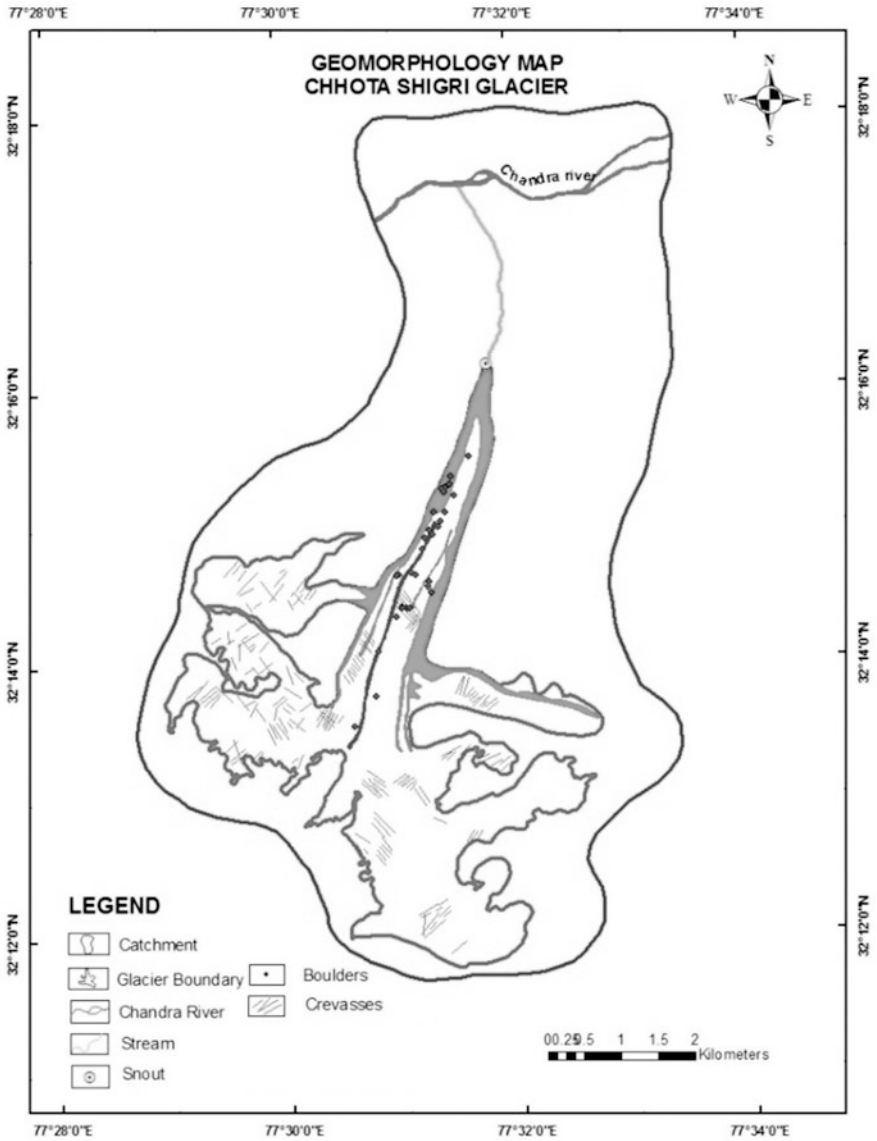 77°28'0"E 77°30'0"E 77°32'0"E 77°34'0"E
GEOMORPHOLOGY MAP
CHHOTA SHIGRI GLACIER
N
W E
S
32°18'0"N 32°18'0"N
Chandra river
32°16'0"N 32°16'0"N
32°14'0"N 32°14'0"N
32°12'0"N 32°12'0"N
LEGEND
Catchment
Glacier Boundary
Chandra River
Stream
Snout
Boulders
Crevasses
00.250.5 1 1.5 2
Kilometers
77°28'0"E 77°30'0"E 77°32'0"E 77°34'0"E